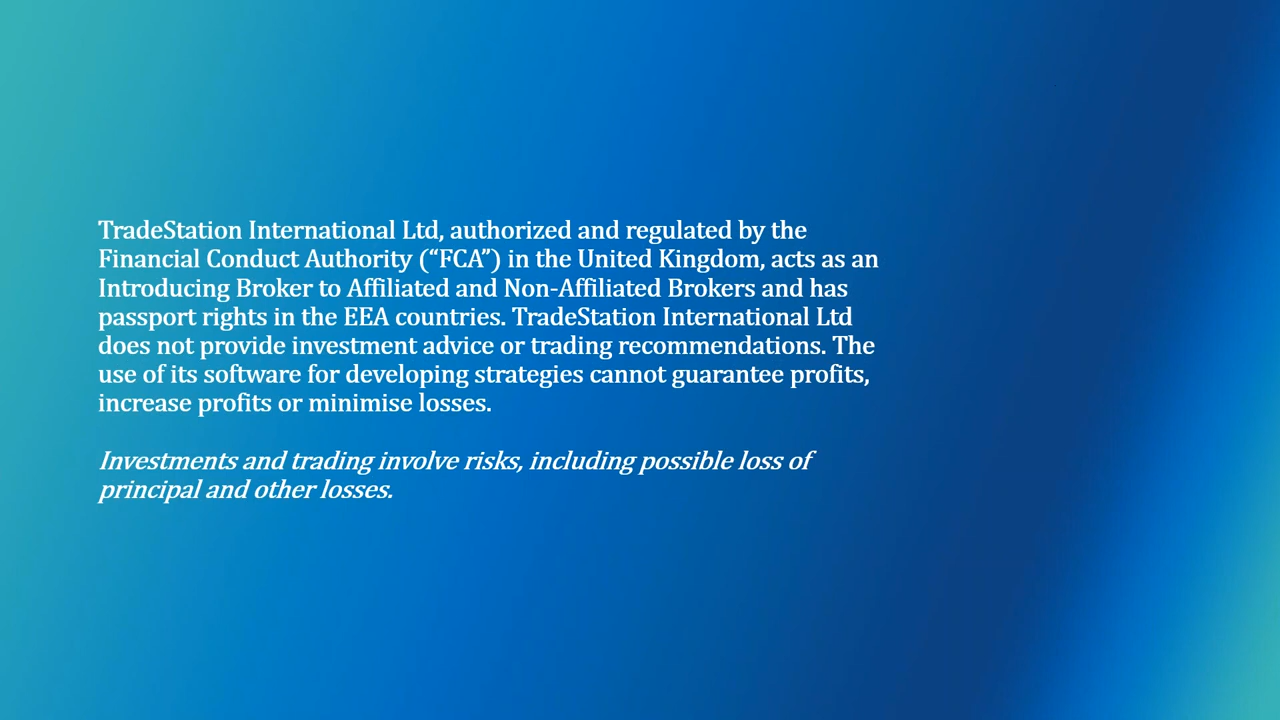 TradeStation International Ltd, authorized and regulated by the
Financial Conduct Authority (“FCA”) in the United Kingdom, acts as an
Introducing Broker to Affiliated and Non-Affiliated Brokers and has
passport rights in the EEA countries. TradeStation International Ltd
does not provide investment advice or trading recommendations. The
use of its software for developing strategies cannot guarantee profits,
increase profits or minimise losses.
Investments and trading involve risks, including possible loss of
principal and other losses.